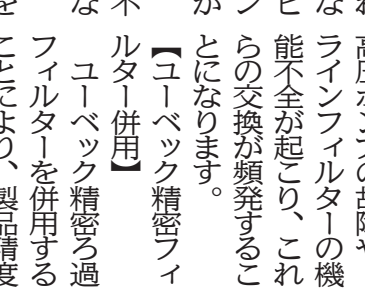 高圧ポンプの故障や
ラインフィルターの機
能不全が起こり、これ
らの交換が頻発するこ
とになります。
【ユーベック精密フィ
ルター併用】
ユーベック精密ろ過
フィルターを併用する
ことにより、製品精度